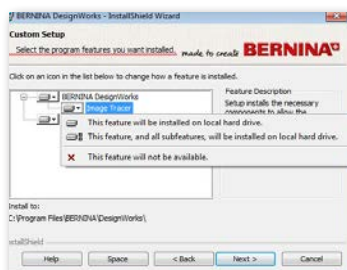 BERNINA DesignWorks - InstallShield Wizard
Custom Setup
Select the program features you want installed.
made to create BERNINA
Click on an icon in the list below to change how a feature is installed.
BERNINA DesignWorks
Image Tracer
Feature Description
Setup installs the necessary
components to allow the
This feature will be installed on local hard drive.
This feature, and all subfeatures, will be installed on local hard drive.
This feature will not be available.
Install to:
C:\Program Files\BERNINA\DesignWorks\
stallShield
Help
Space
< Back
Next >
Cancel